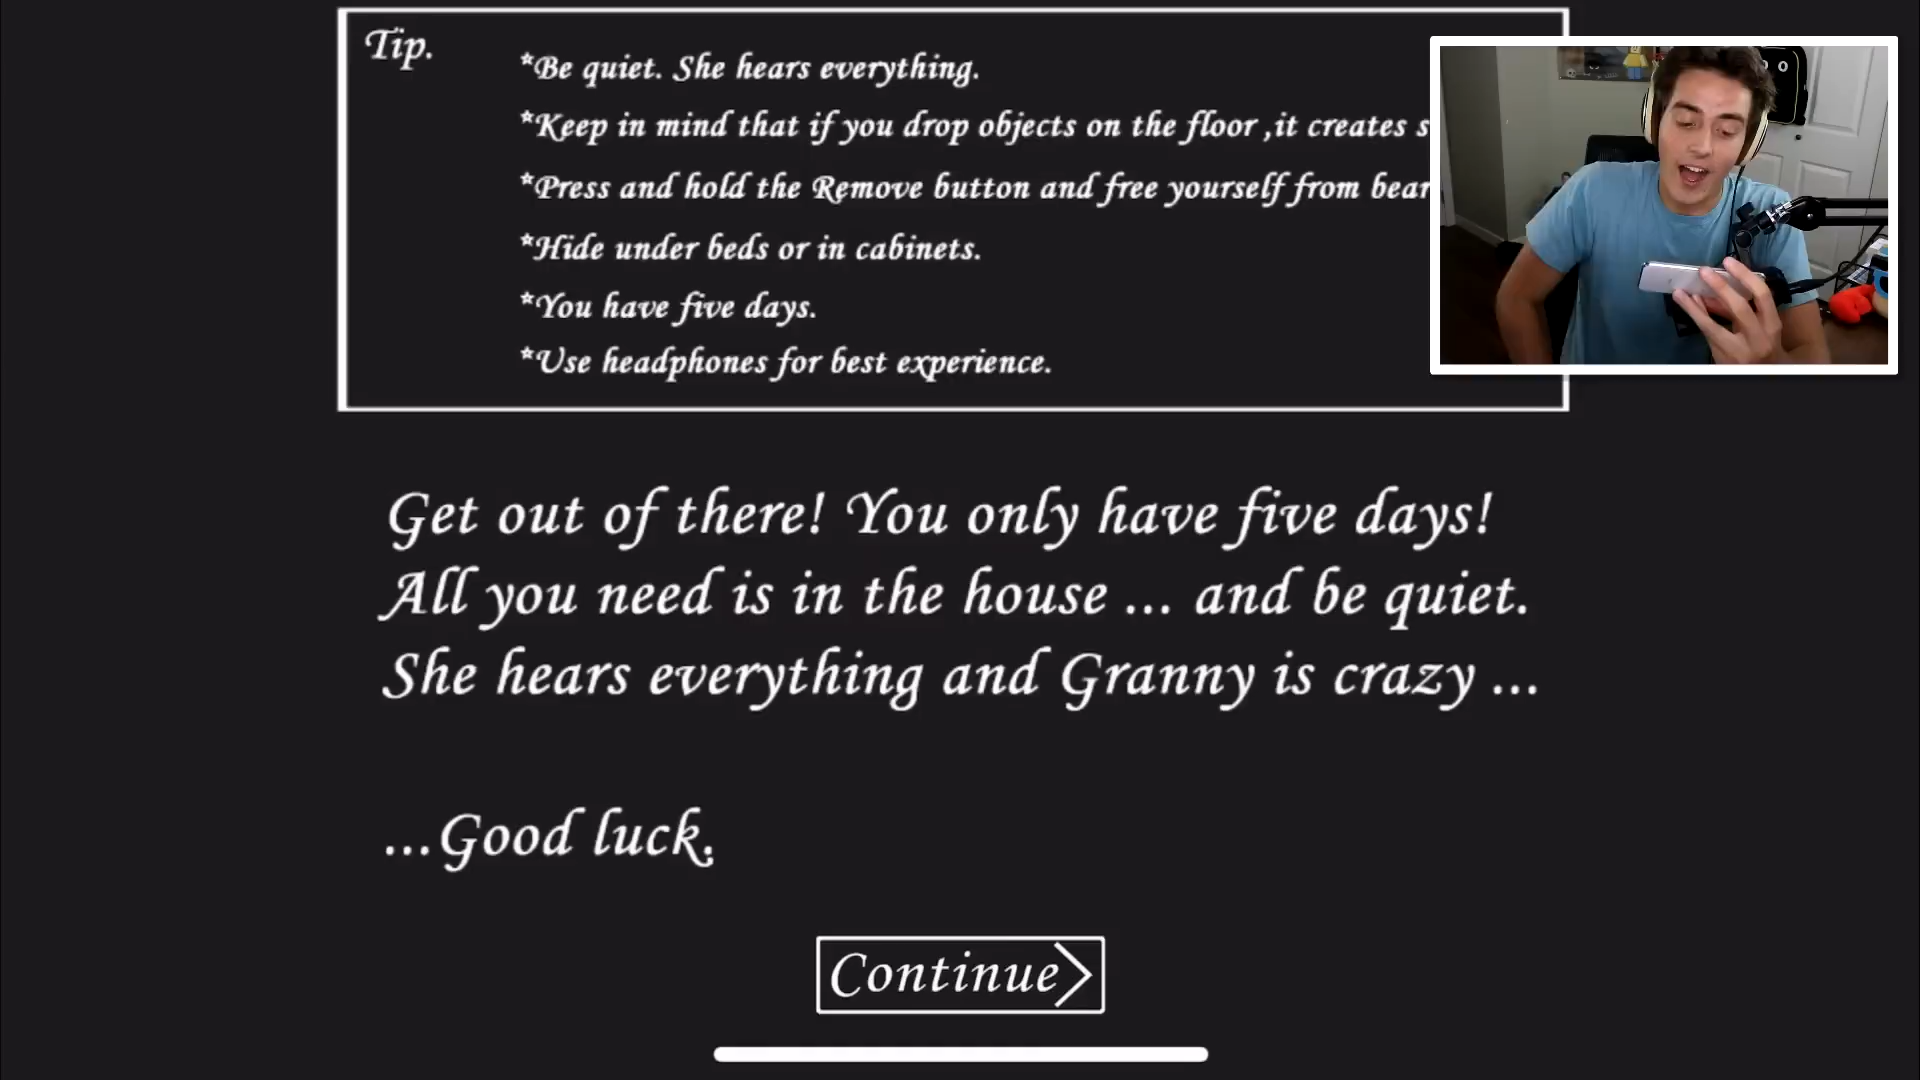 Tip.
*Be quiet. She hears everything.
*Keep in mind that if you drop objects on the floor ,it creates s
*Press and hold the Remove button and free yourself from bear
*Hide under beds or in cabinets.
*You have five days.
*Use headphones for best experience.
Get out of there! You only have five days!
All you need is in the house ... and be quiet.
She hears everything and Granny is crazy ...
...Good luck.
Continue